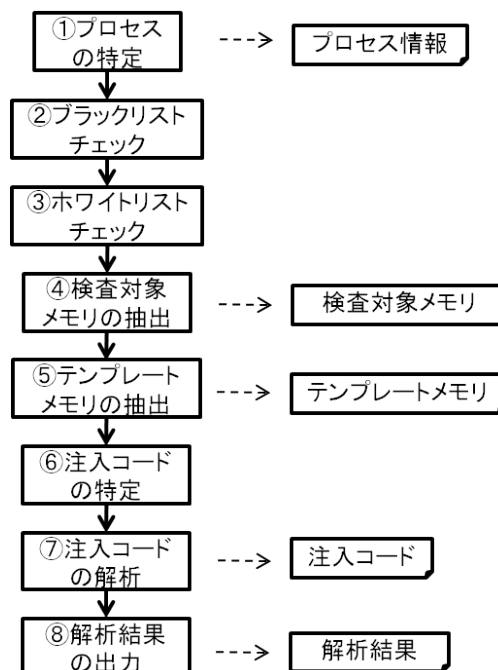 ①プロセス
の特定
プロセス情報
②ブラックリスト
チェック
③ホワイトリスト
チェック
④検査対象
メモリの抽出
検査対象メモリ
⑤テンプレート
メモリの抽出
テンプレートメモリ
⑥注入コード
の特定
⑦注入コード
の解析
注入コード
⑧解析結果
の出力
解析結果